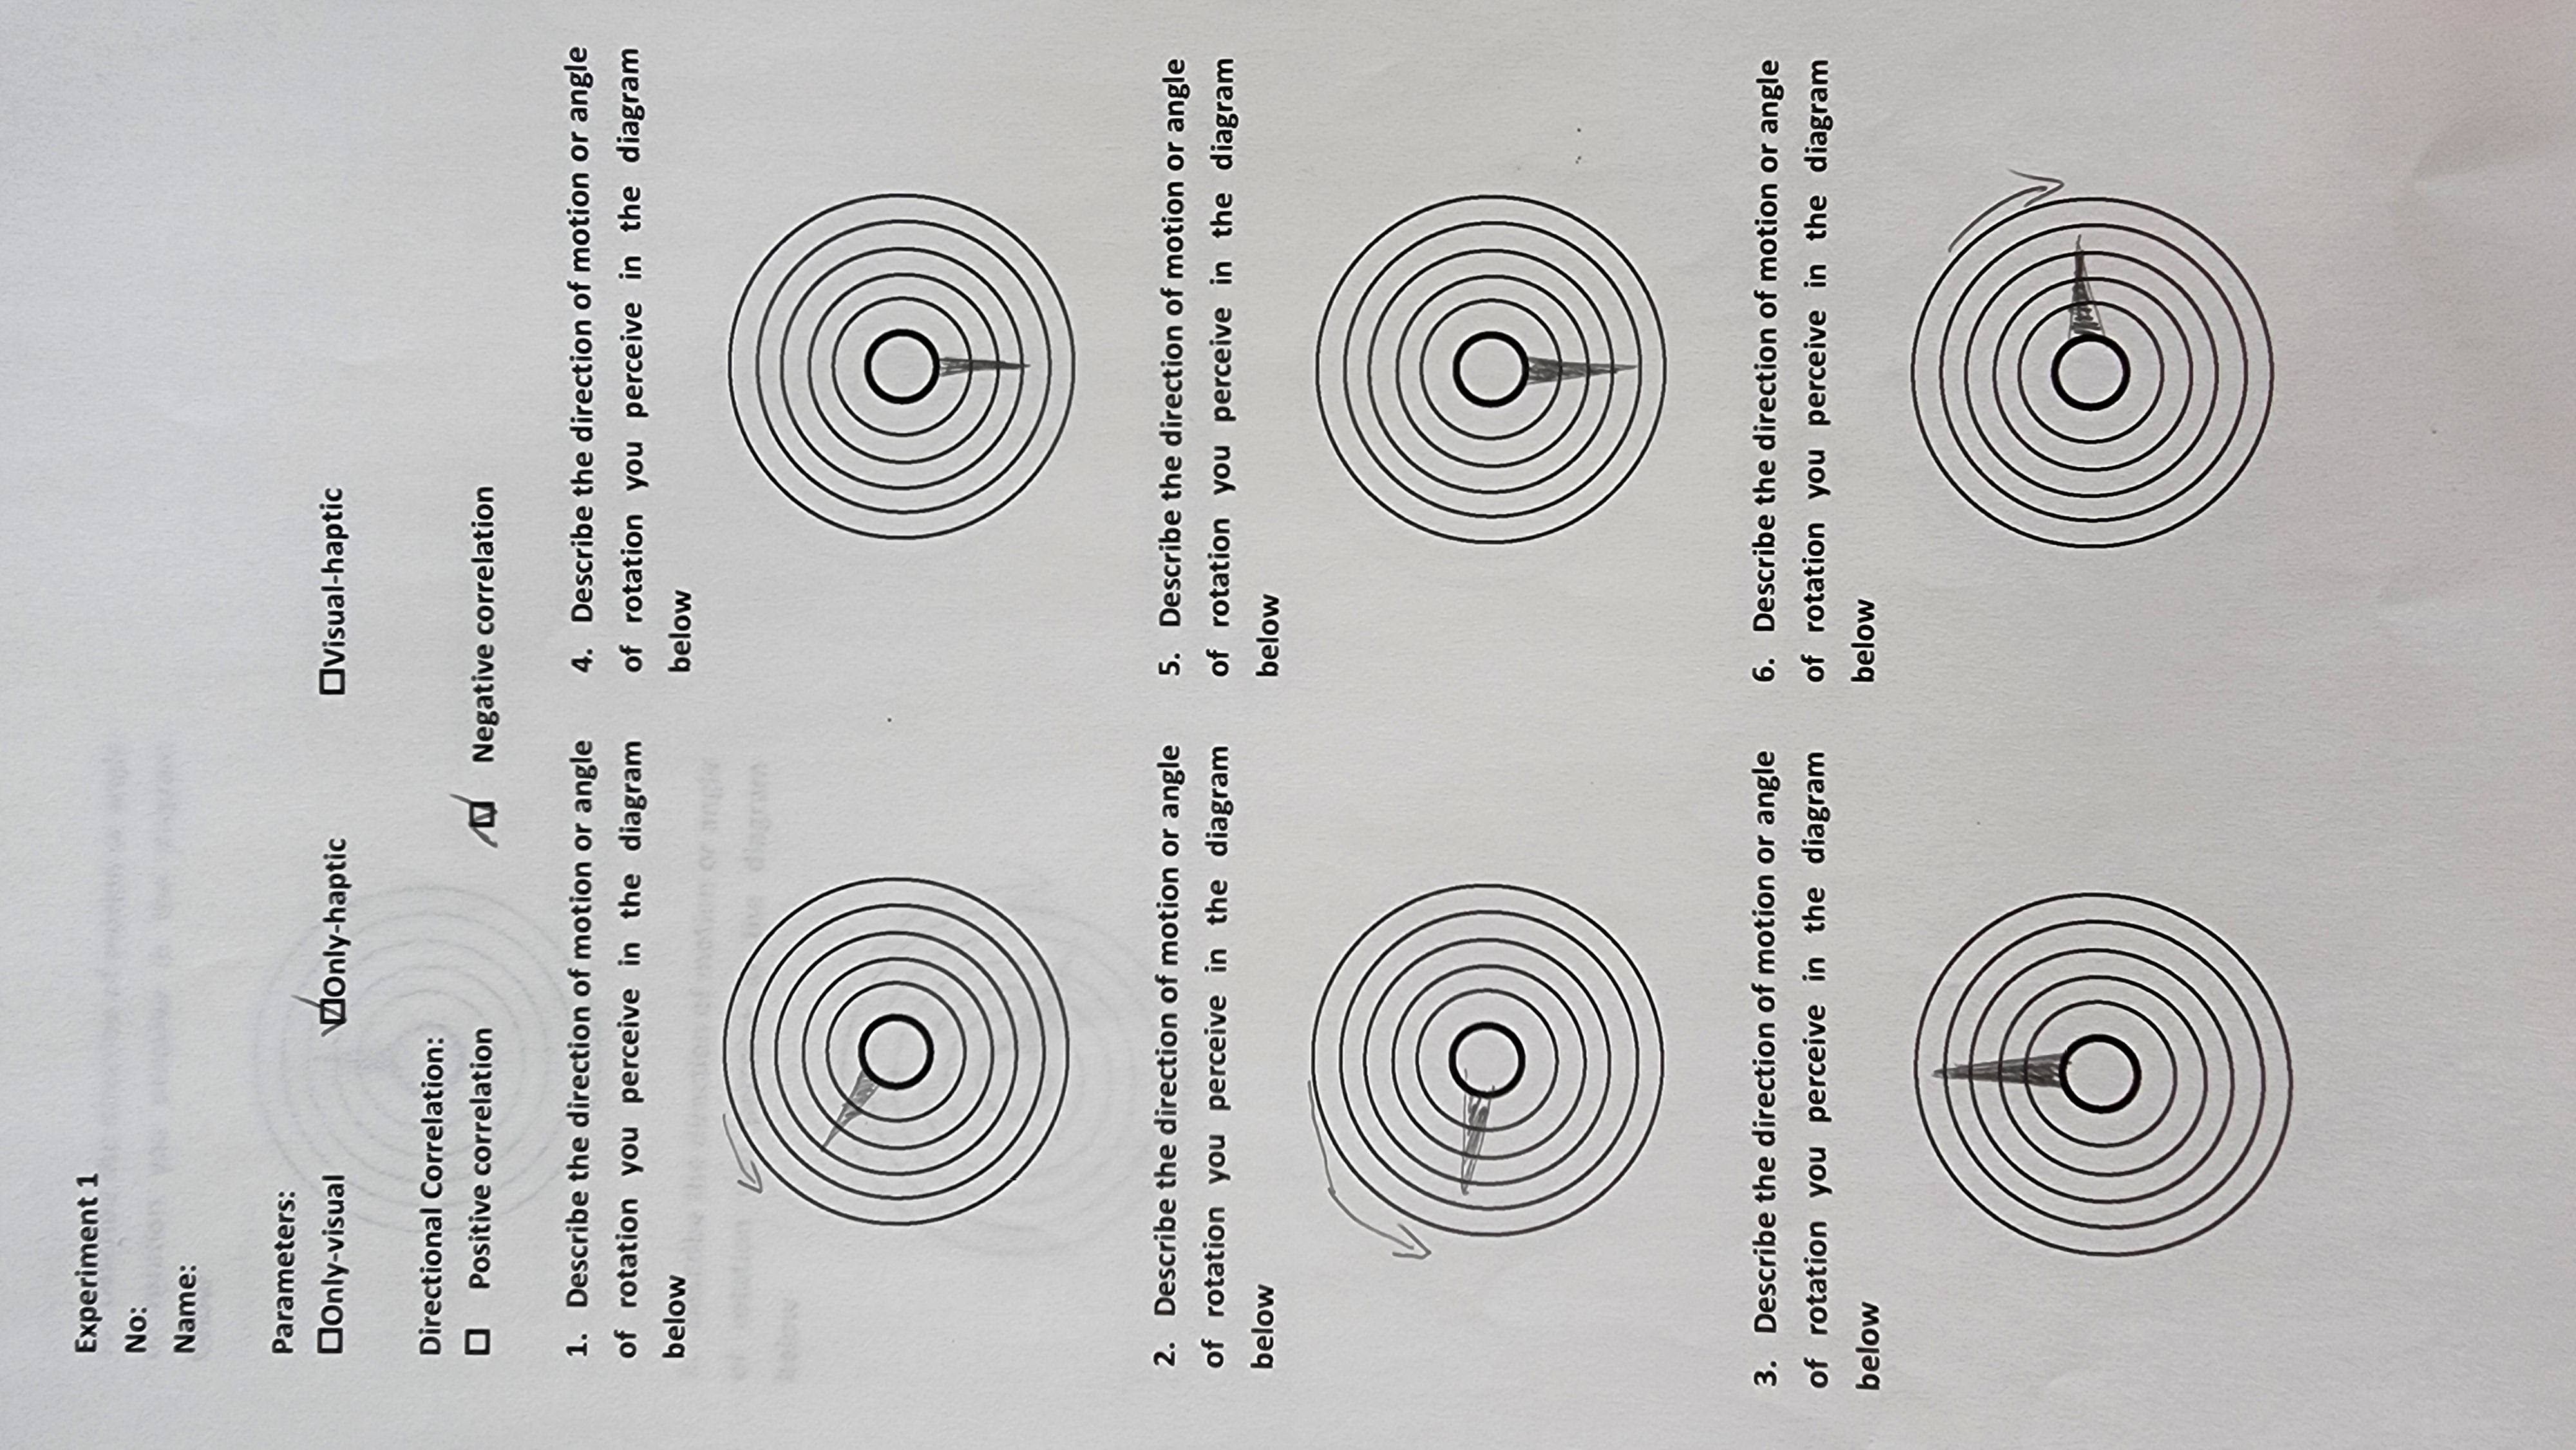 Experiment 1
No:
Name:
Parameters:
Only-visual Only-haptic Visual-haptic
Directional Correlation:
Positive correlation Negative correlation
1. Describe the direction of motion or angle
of rotation you perceive in the diagram
below
2. Describe the direction of motion or angle
of rotation you perceive in the diagram
below
3. Describe the direction of motion or angle
of rotation you perceive in the diagram
below
4. Describe the direction of motion or angle
of rotation you perceive in the diagram
below
5. Describe the direction of motion or angle
of rotation you perceive in the diagram
below
6. Describe the direction of motion or angle
of rotation you perceive in the diagram
below